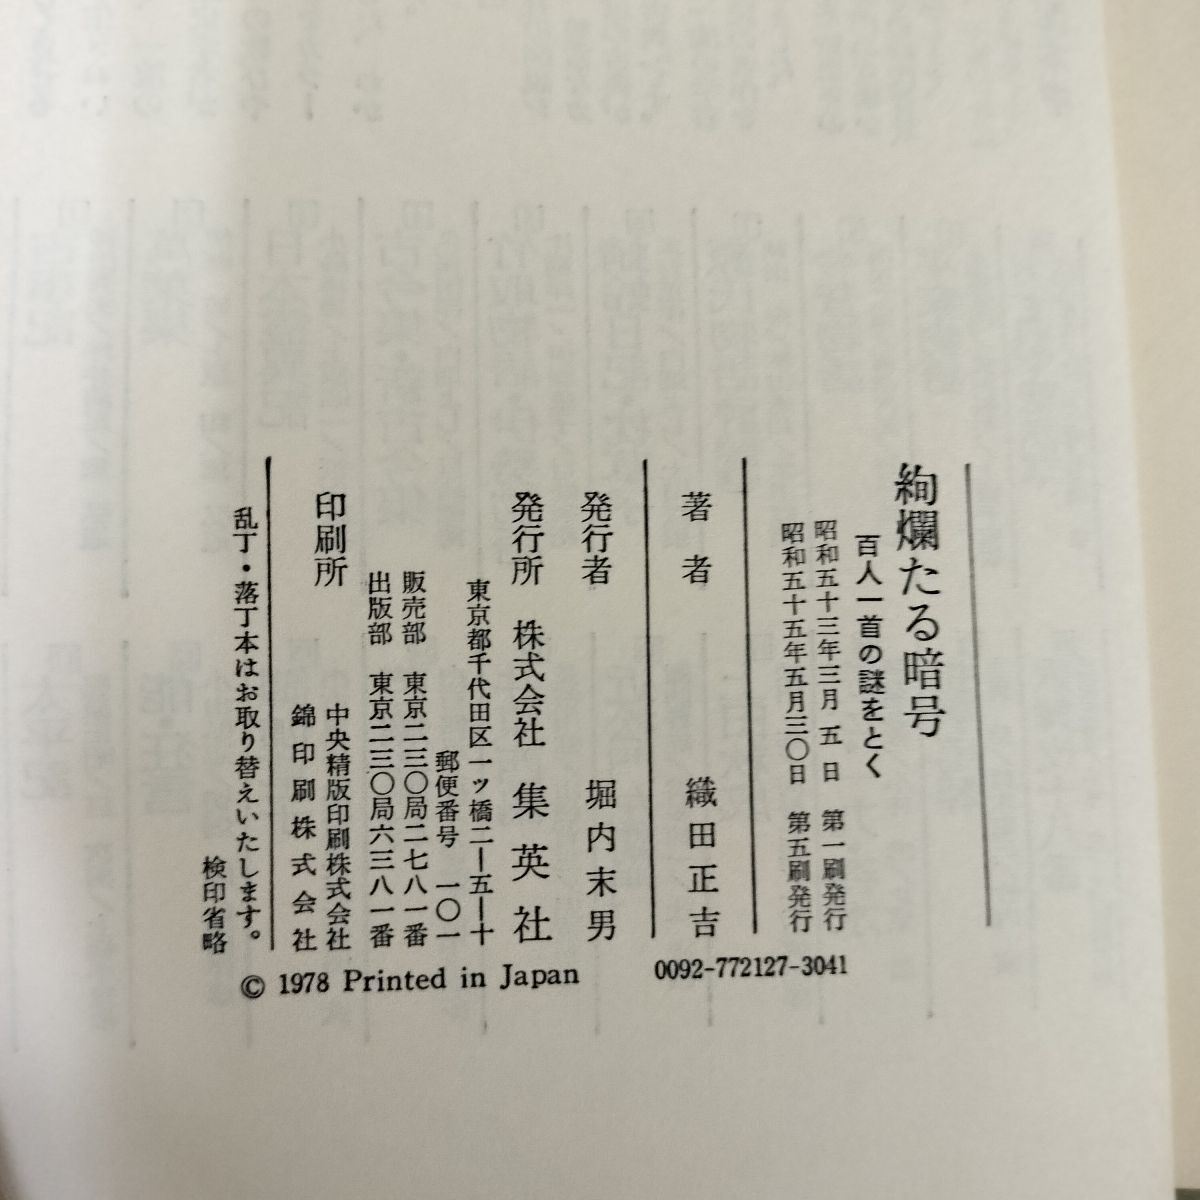 絢爛たる暗号
百人一首の謎をとく
昭和五十三年三月 五 日　第一刷発行
昭和五十五年五月三〇日　第五刷発行
著　者　織田正吉
発行者　堀内末男
発行所　株式会社　集英社
東京都千代田区一ッ橋二ー五ー十
郵便番号　一〇一
販売部　東京二三〇局二七八一番
出版部　東京二三〇局六三八一番
印刷所　中央精版印刷株式会社
錦印刷株式会社
乱丁・落丁本はお取り替えいたします。
検印省略
© 1978 Printed in Japan
0092-772127-3041